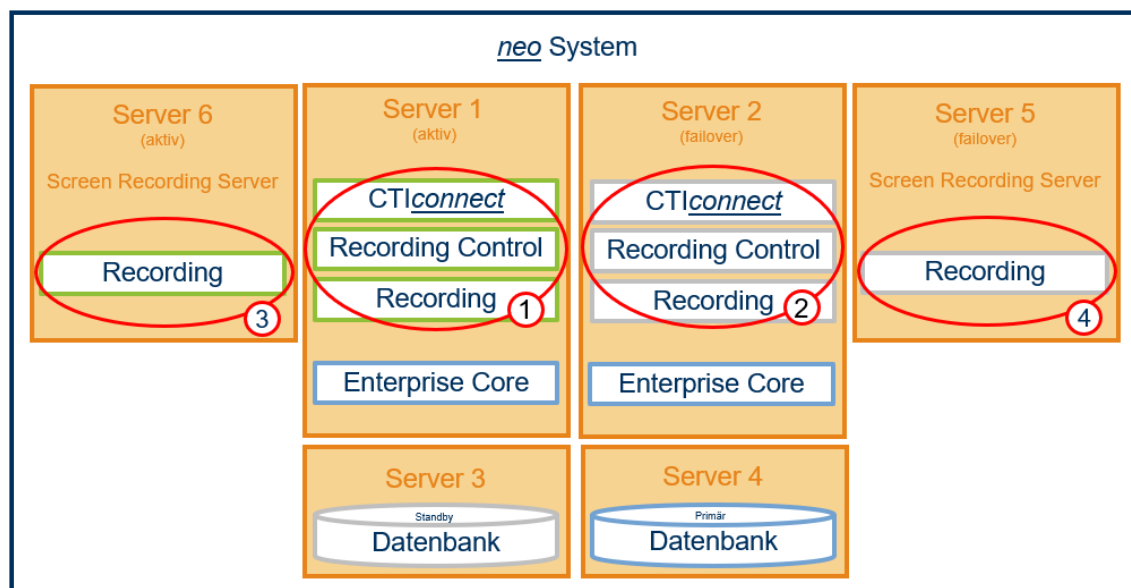 neo System
Server 6
(aktiv)
Screen Recording Server
Recording
3
Server 1
(aktiv)
CTIconnect
Recording Control
Recording
1
Enterprise Core
Server 2
(failover)
CTIconnect
Recording Control
Recording
2
Enterprise Core
Server 5
(failover)
Screen Recording Server
Recording
4
Server 3
Standby
Datenbank
Server 4
Primär
Datenbank